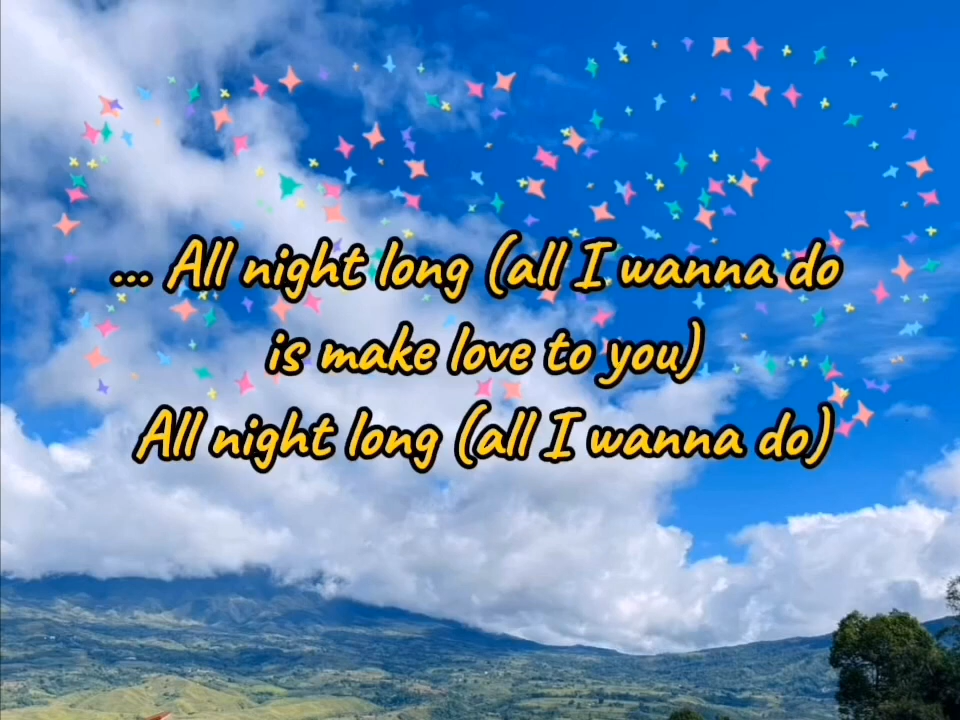 ... All night long (all I wanna do
is make love to you)
All night long (all I wanna do)